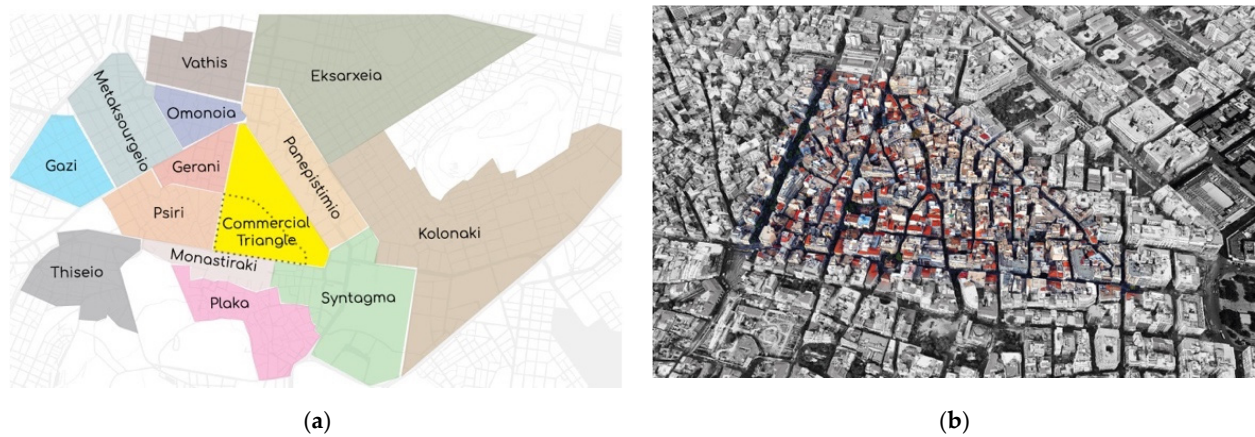 Vathis
Eksarxeia
Metaksourgeio
Omonoia
Gazi
Gerani
Panepistimio
Psiri
Commercial
Triangle
Kolonaki
Monastiraki
Thiseio
Plaka
Syntagma
(a)
(b)